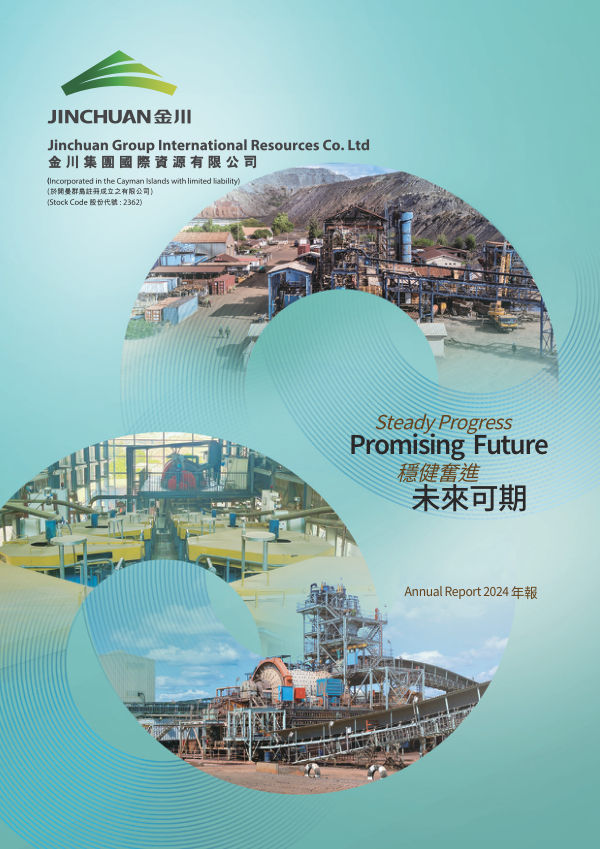 JINCHUAN金川
Jinchuan Group International Resources Co. Ltd
金川集團國際資源有限公司
(Incorporated in the Cayman Islands with limited liability)
(於開曼群島註冊成立之有限公司)
(Stock Code 股份代號 : 2362)
Steady Progress
Promising Future
穩健奮進
未來可期
Annual Report 2024 年報